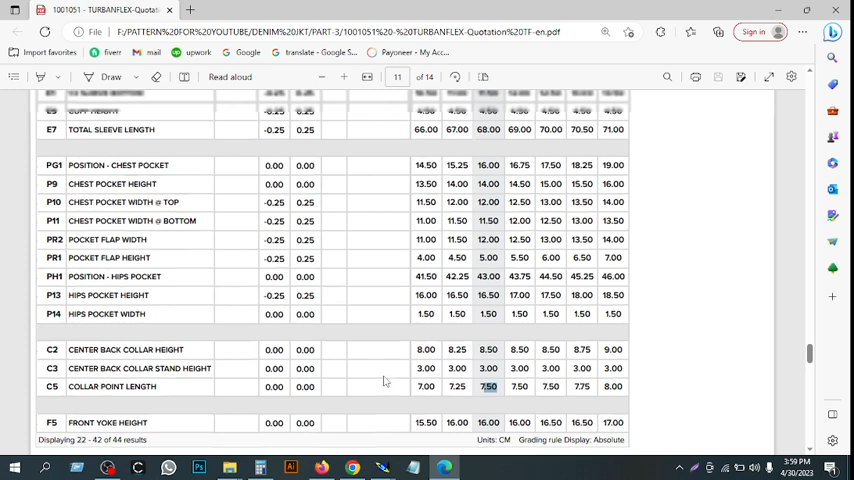 1001051 - TURBANFLEX-Quotation
File F:/PATTERN%20FOR%20YOUTUBE/DENIM%20JKT/PART-3/1001051%20-%20TURBANFLEX-Quotation%20TF-en.pdf
Sign in
Import favorites fiverr mail upwork Google translate - Google S... Payoneer - My Acc...
Draw Read aloud 11 of 14
E7 TOTAL SLEEVE LENGTH -0.25 0.25 66.00 67.00 68.00 69.00 70.00 70.50 71.00
PG1 POSITION - CHEST POCKET 0.00 0.00 14.50 15.25 16.00 16.75 17.50 18.25 19.00
P9 CHEST POCKET HEIGHT 0.00 0.00 13.50 14.00 14.00 14.50 15.00 15.50 16.00
P10 CHEST POCKET WIDTH @ TOP -0.25 0.25 11.50 12.00 12.00 12.50 13.00 13.50 14.00
P11 CHEST POCKET WIDTH @ BOTTOM -0.25 0.25 11.00 11.50 11.50 12.00 12.50 13.00 13.50
PR2 POCKET FLAP WIDTH -0.25 0.25 11.00 11.50 12.00 12.50 13.00 13.50 14.00
PR1 POCKET FLAP HEIGHT -0.25 0.25 4.00 4.50 5.00 5.50 6.00 6.50 7.00
PH1 POSITION - HIPS POCKET 0.00 0.00 41.50 42.25 43.00 43.75 44.50 45.25 46.00
P13 HIPS POCKET HEIGHT -0.25 0.25 16.00 16.50 16.50 17.00 17.50 18.00 18.50
P14 HIPS POCKET WIDTH 0.00 0.00 1.50 1.50 1.50 1.50 1.50 1.50 1.50
C2 CENTER BACK COLLAR HEIGHT 0.00 0.00 8.00 8.25 8.50 8.50 8.50 8.75 9.00
C3 CENTER BACK COLLAR STAND HEIGHT 0.00 0.00 3.00 3.00 3.00 3.00 3.00 3.00 3.00
C5 COLLAR POINT LENGTH 0.00 0.00 7.00 7.25 7.50 7.50 7.50 7.75 8.00
F5 FRONT YOKE HEIGHT 0.00 0.00 15.50 16.00 16.00 16.00 16.50 16.50 17.00
Displaying 22 - 42 of 44 results Units: CM Grading rule Display: Absolute
3:59 PM
4/30/2023